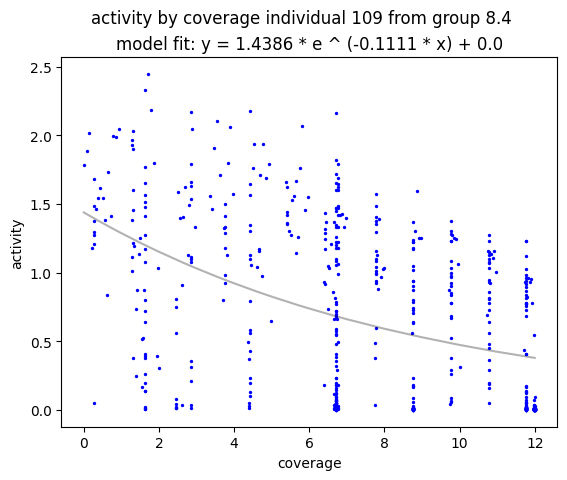 activity by coverage individual 109 from group 8.4
model fit: y = 1.4386 * e ^ (-0.1111 * x) + 0.0
2.5
2.0
1.5
1.0
0.5
0.0
activity
0 2 4 6 8 10 12
coverage